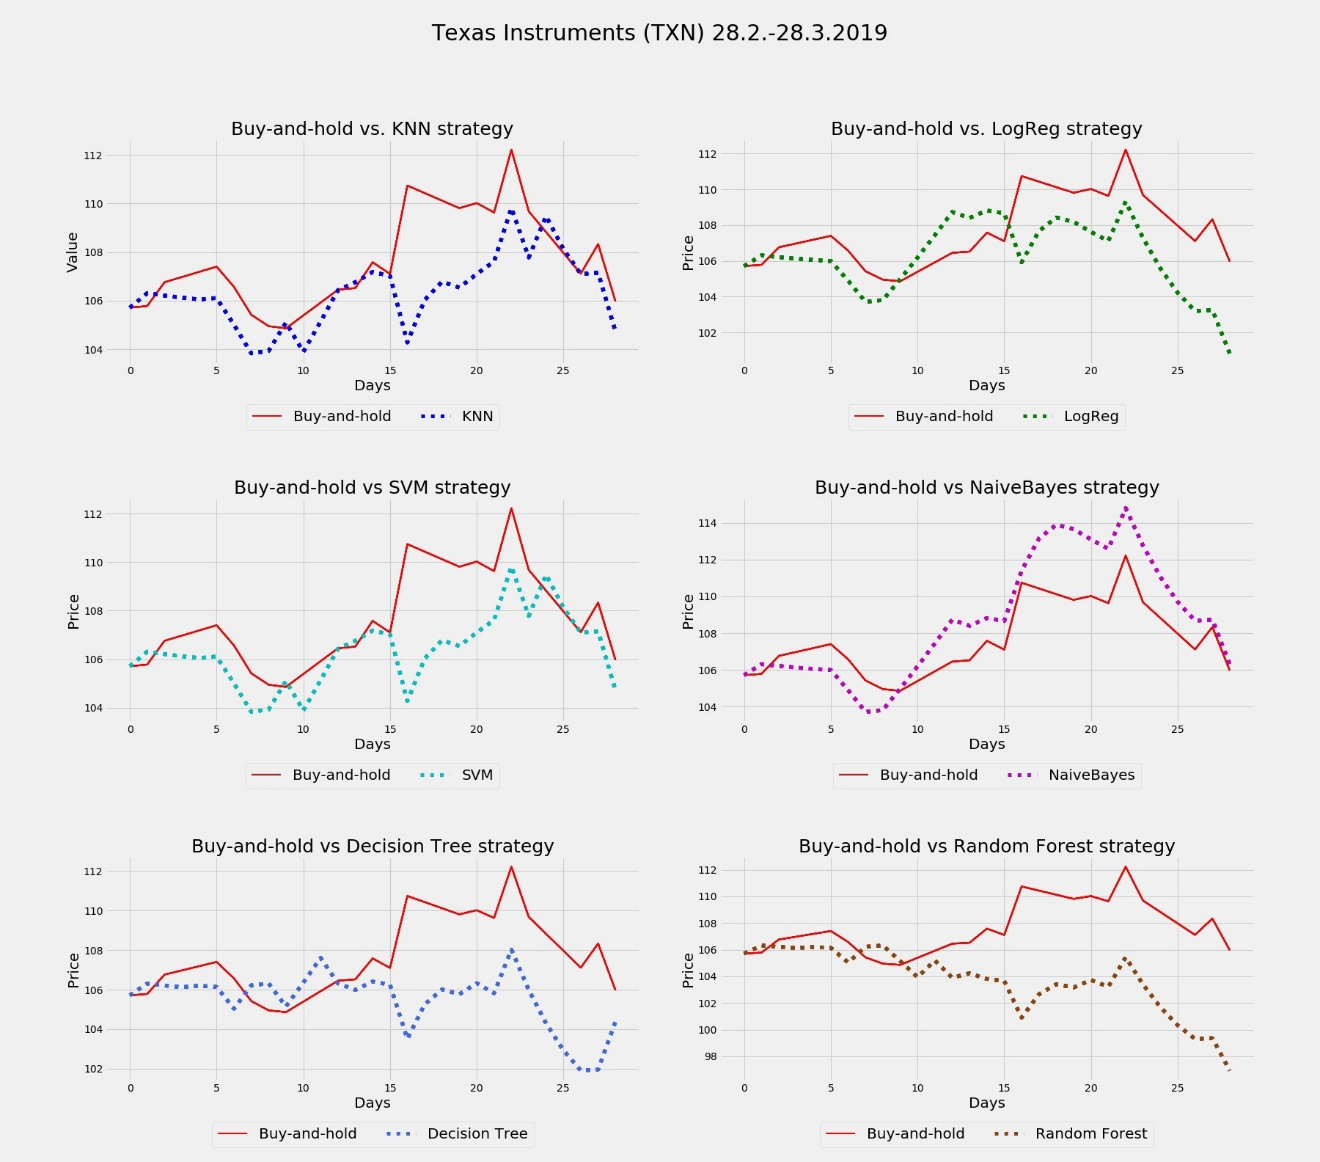 Texas Instruments (TXN) 28.2.-28.3.2019
Buy-and-hold vs. KNN strategy
112
110
108
106
104
Value
0 5 10 15 20 25
Days
Buy-and-hold KNN
Buy-and-hold vs. LogReg strategy
112
110
108
106
104
102
Price
0 5 10 15 20 25
Days
Buy-and-hold LogReg
Buy-and-hold vs SVM strategy
112
110
108
106
104
Price
0 5 10 15 20 25
Days
Buy-and-hold SVM
Buy-and-hold vs NaiveBayes strategy
114
112
110
108
106
104
Price
0 5 10 15 20 25
Days
Buy-and-hold NaiveBayes
Buy-and-hold vs Decision Tree strategy
112
110
108
106
104
102
Price
0 5 10 15 20 25
Days
Buy-and-hold Decision Tree
Buy-and-hold vs Random Forest strategy
112
110
108
106
104
102
100
98
Price
0 5 10 15 20 25
Days
Buy-and-hold Random Forest